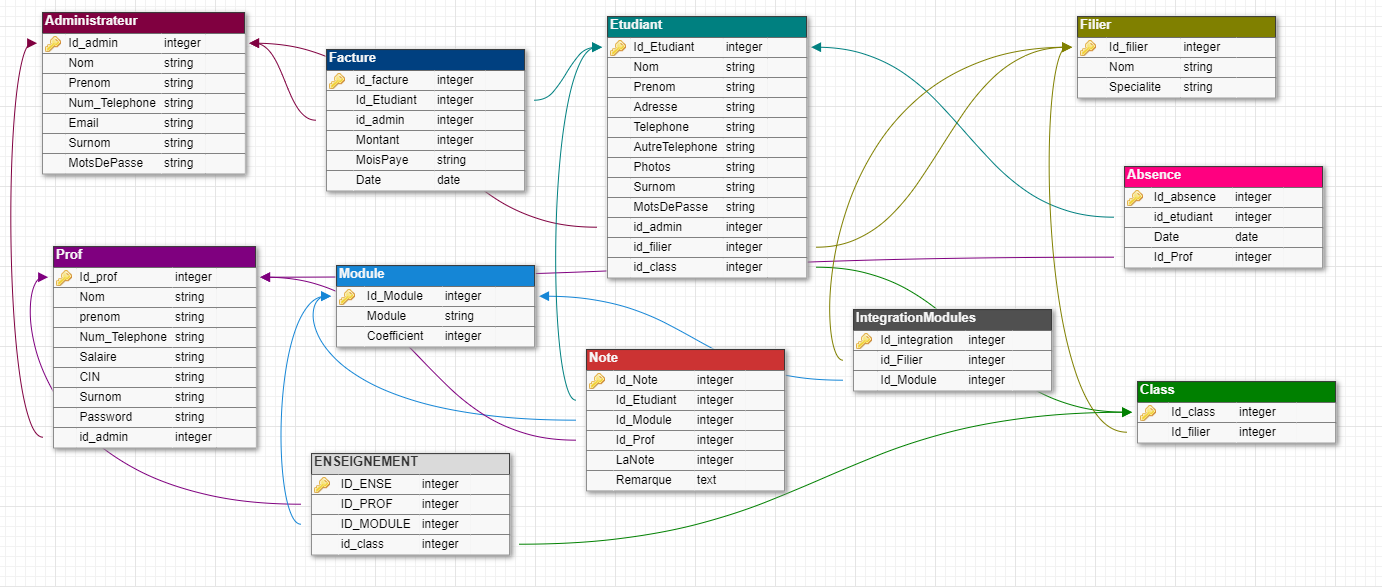 Administrateur
Id_admin integer
Nom string
Prenom string
Num_Telephone string
Email string
Surnom string
MotsDePasse string
Facture
id_facture integer
Id_Etudiant integer
id_admin integer
Montant integer
MoisPaye string
Date date
Etudiant
Id_Etudiant integer
Nom string
Prenom string
Adresse string
Telephone string
AutreTelephone string
Photos string
Surnom string
MotsDePasse string
id_admin integer
id_filier integer
id_class integer
Filier
Id_filier integer
Nom string
Specialite string
Absence
Id_absence integer
id_etudiant integer
Date date
Id_Prof integer
Prof
Id_prof integer
Nom string
prenom string
Num_Telephone string
Salaire string
CIN string
Surnom string
Password string
id_admin integer
Module
Id_Module integer
Module string
Coefficient integer
IntegrationModules
Id_integration integer
id_Filier integer
Id_Module integer
Note
Id_Note integer
Id_Etudiant integer
Id_Module integer
Id_Prof integer
LaNote integer
Remarque text
Class
Id_class integer
Id_filier integer
ENSEIGNEMENT
ID_ENSE integer
ID_PROF integer
ID_MODULE integer
id_class integer